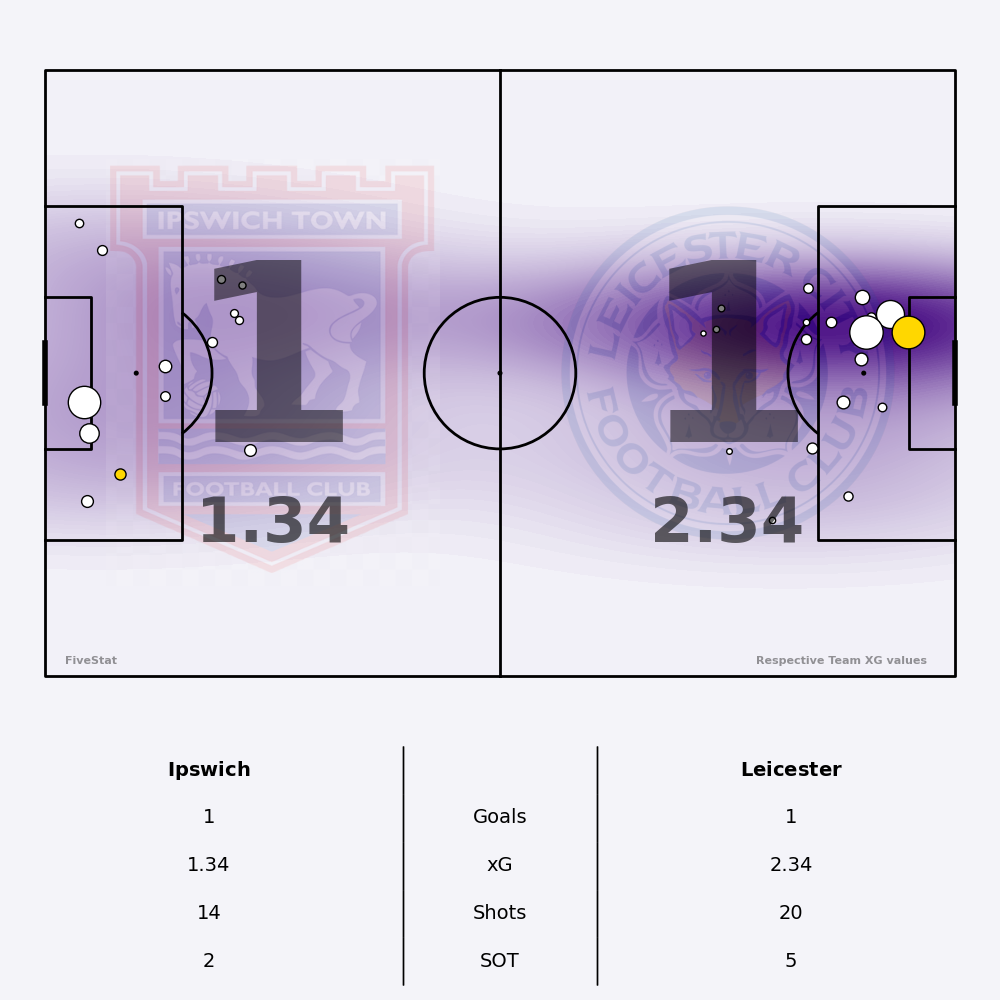 IPSWICH TOWN
FOOTBALL CLUB
LEICESTER CITY
FOOTBALL CLUB
1
1
1.34
2.34
FiveStat
Respective Team XG values
Ipswich
Leicester
1
Goals
1
1.34
xG
2.34
14
Shots
20
2
SOT
5